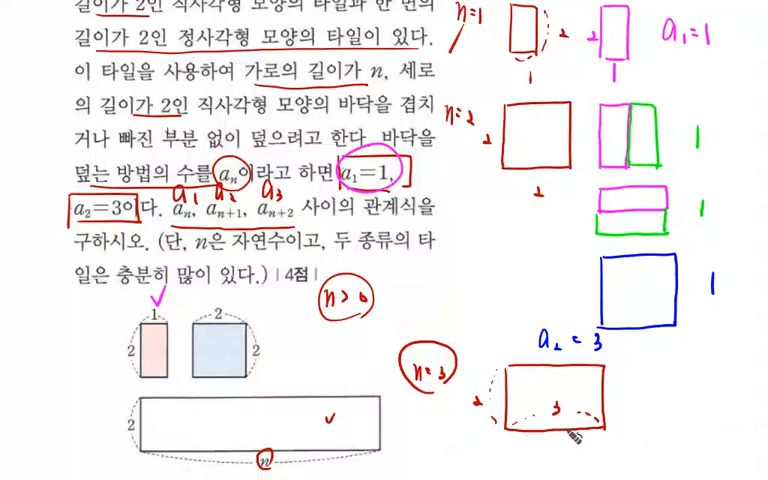 길이가 2인 직사각형 모양의 타일과 한 변의
길이가 2인 정사각형 모양의 타일이 있다.
이 타일을 사용하여 가로의 길이가 n, 세로
의 길이가 2인 직사각형 모양의 바닥을 겹치
거나 빠진 부분 없이 덮으려고 한다. 바닥을
덮는 방법의 수를 aₙ이라고 하면 a₁=1,
a₁ a₂ a₃
a₂=3이다. aₙ, aₙ₊₁, aₙ₊₂ 사이의 관계식을
구하시오. (단, n은 자연수이고, 두 종류의 타
일은 충분히 많이 있다.) | 4점 |
n>0
1 2
2 2
2
n
n=1 2 2 a₁=1
1 1
n=2 2 1
2
1
1
a₂ = 3
n=3
2 3